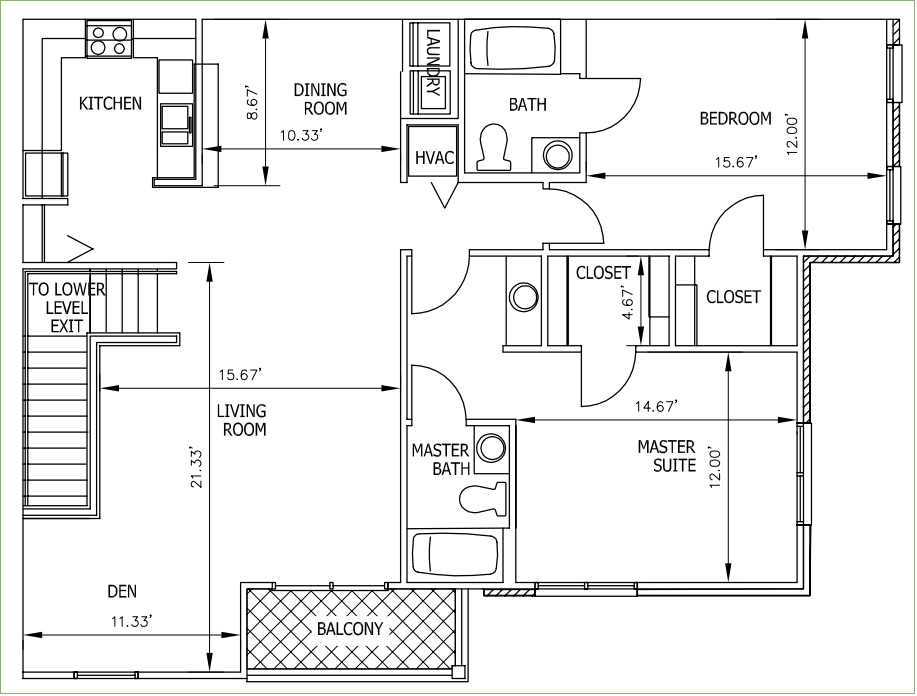 KITCHEN
DINING
ROOM
8.67'
10.33'
LAUNDRY
HVAC
BATH
BEDROOM
12.00'
15.67'
TO LOWER
LEVEL
EXIT
CLOSET
4.67'
CLOSET
15.67'
LIVING
ROOM
21.33'
14.67'
MASTER
BATH
MASTER
SUITE
12.00'
DEN
11.33'
BALCONY